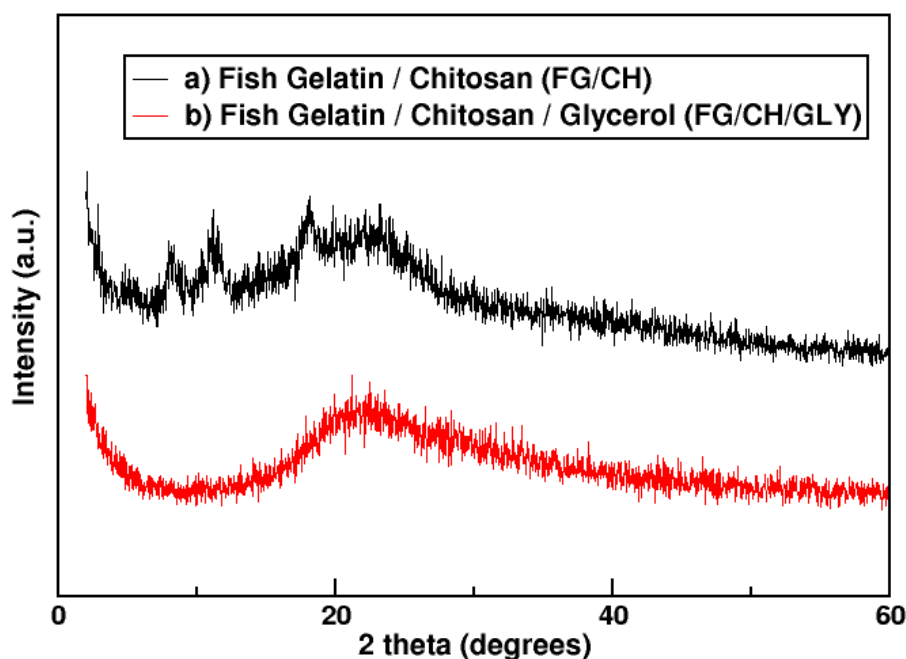 a) Fish Gelatin / Chitosan (FG/CH)
b) Fish Gelatin / Chitosan / Glycerol (FG/CH/GLY)
Intensity (a.u.)
0 20 40 60
2 theta (degrees)